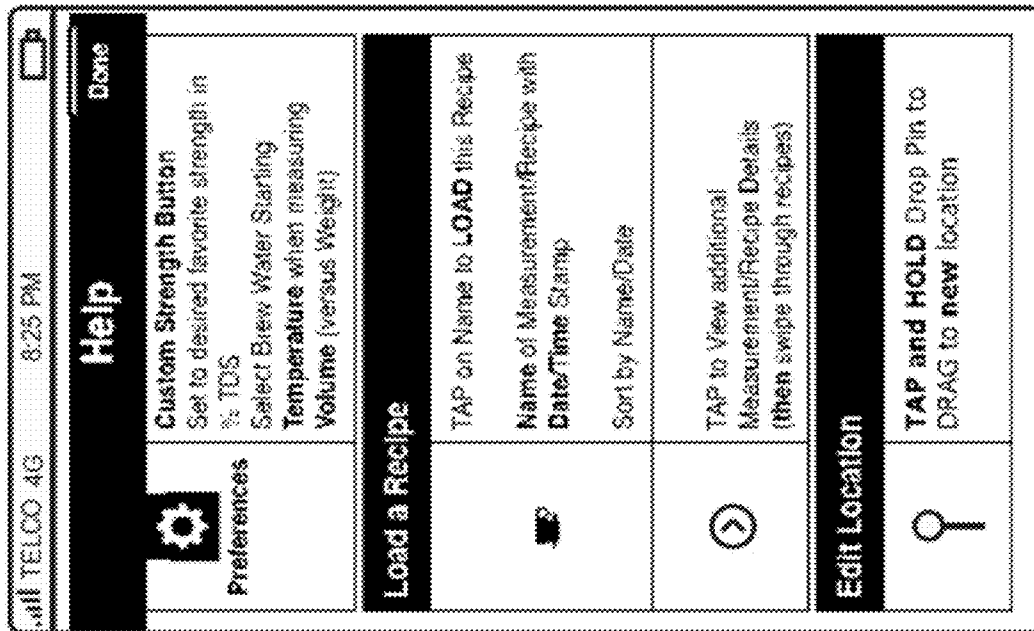 TELCO 4G 8:25 PM
Help Done
Preferences
Custom Strength Button
Set to desired favorite strength in
% TDS
Select Brew Water Starting
Temperature when measuring
Volume (versus Weight)
Load a Recipe
TAP on Name to LOAD this Recipe
Name of Measurement/Recipe with
Date/Time Stamp
Sort by Name/Date
TAP to View additional
Measurement/Recipe Details
(then swipe through recipes)
Edit Location
TAP and HOLD Drop Pin to
DRAG to new location